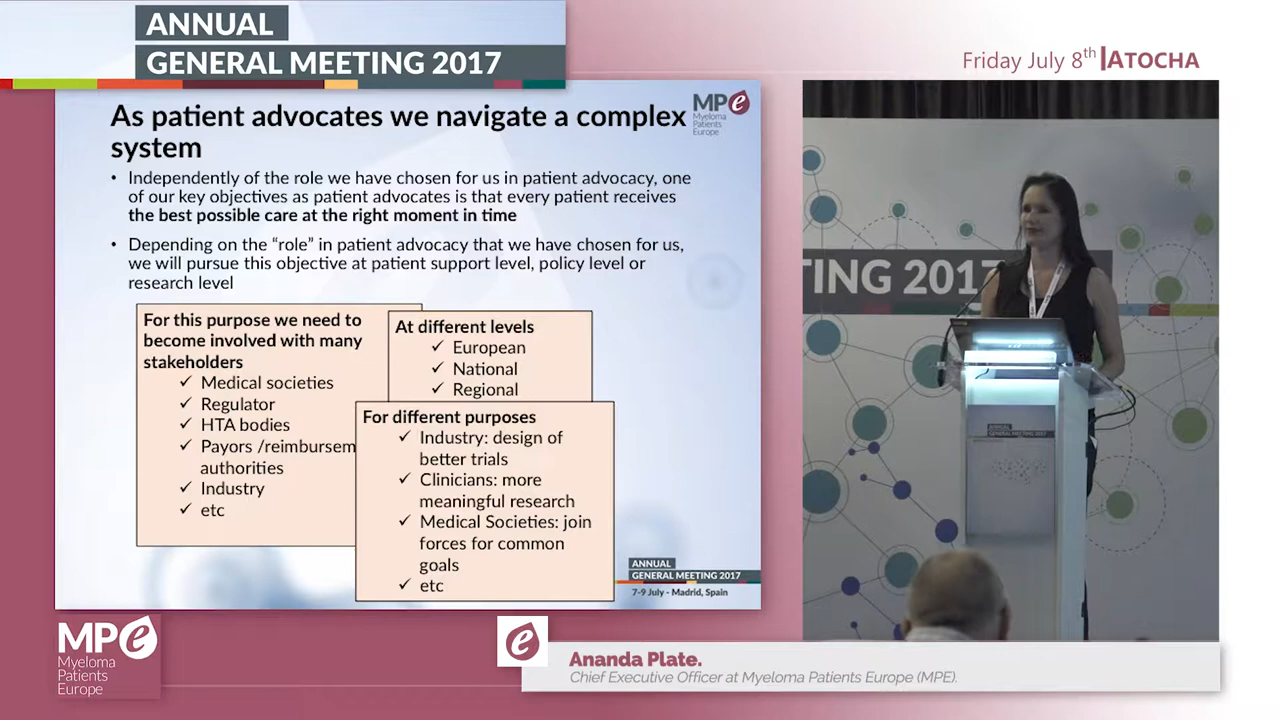 ANNUAL
GENERAL MEETING 2017
Friday July 8th |ATOCHA
As patient advocates we navigate a complex
system
MPe
Myeloma
Patients
Europe
• Independently of the role we have chosen for us in patient advocacy, one
of our key objectives as patient advocates is that every patient receives
the best possible care at the right moment in time
• Depending on the “role” in patient advocacy that we have chosen for us,
we will pursue this objective at patient support level, policy level or
research level
For this purpose we need to
become involved with many
stakeholders
✓ Medical societies
✓ Regulator
✓ HTA bodies
✓ Payors /reimbursem
authorities
✓ Industry
✓ etc
At different levels
✓ European
✓ National
✓ Regional
For different purposes
✓ Industry: design of
better trials
✓ Clinicians: more
meaningful research
✓ Medical Societies: join
forces for common
goals
✓ etc
ANNUAL
GENERAL MEETING 2017
7-9 July - Madrid, Spain
TING 2017
ANNUAL
GENERAL MEETING 2017
MPe
Myeloma
Patients
Europe
e
Ananda Plate.
Chief Executive Officer at Myeloma Patients Europe (MPE).